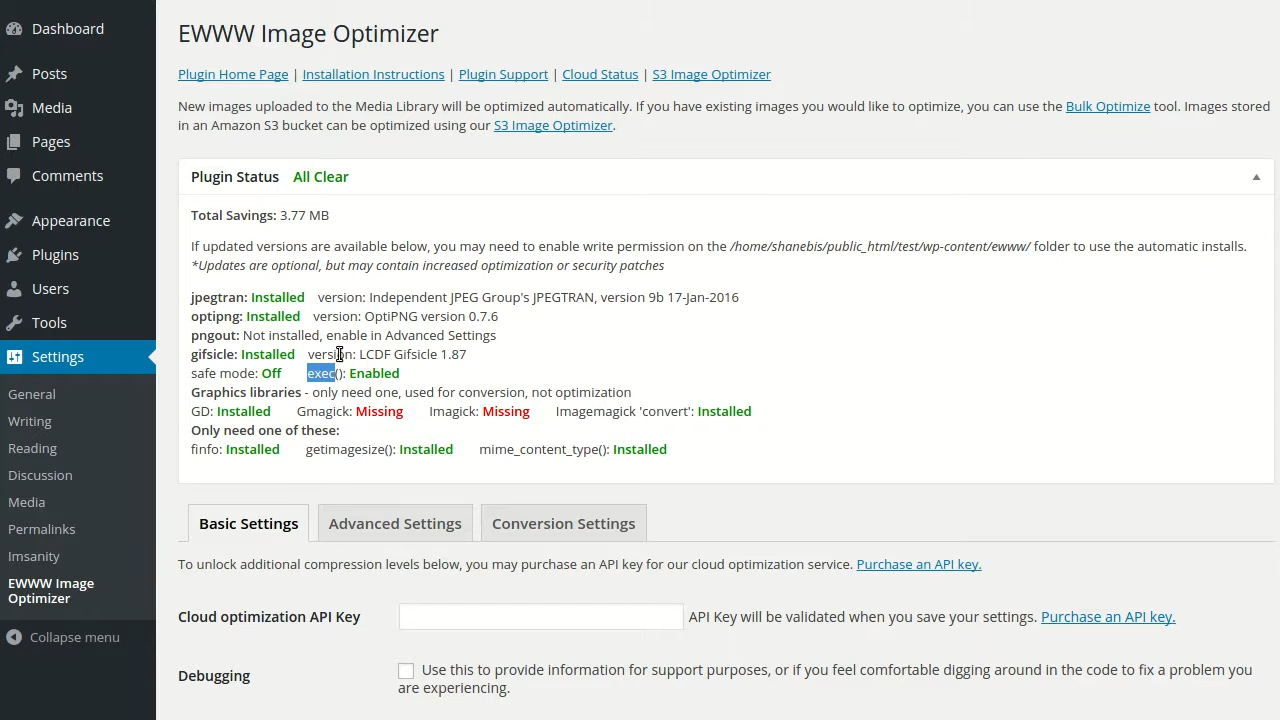 Dashboard
Posts
Media
Pages
Comments
Appearance
Plugins
Users
Tools
Settings
General
Writing
Reading
Discussion
Media
Permalinks
Imsanity
EWWW Image
Optimizer
Collapse menu
EWWW Image Optimizer
Plugin Home Page | Installation Instructions | Plugin Support | Cloud Status | S3 Image Optimizer
New images uploaded to the Media Library will be optimized automatically. If you have existing images you would like to optimize, you can use the Bulk Optimize tool. Images stored
in an Amazon S3 bucket can be optimized using our S3 Image Optimizer.
Plugin Status All Clear
Total Savings: 3.77 MB
If updated versions are available below, you may need to enable write permission on the /home/shanebis/public_html/test/wp-content/ewww/ folder to use the automatic installs.
*Updates are optional, but may contain increased optimization or security patches
jpegtran: Installed version: Independent JPEG Group's JPEGTRAN, version 9b 17-Jan-2016
optipng: Installed version: OptiPNG version 0.7.6
pngout: Not installed, enable in Advanced Settings
gifsicle: Installed version: LCDF Gifsicle 1.87
safe mode: Off exec(): Enabled
Graphics libraries - only need one, used for conversion, not optimization
GD: Installed Gmagick: Missing Imagick: Missing Imagemagick 'convert': Installed
Only need one of these:
finfo: Installed getimagesize(): Installed mime_content_type(): Installed
Basic Settings Advanced Settings Conversion Settings
To unlock additional compression levels below, you may purchase an API key for our cloud optimization service. Purchase an API key.
Cloud optimization API Key API Key will be validated when you save your settings. Purchase an API key.
Debugging Use this to provide information for support purposes, or if you feel comfortable digging around in the code to fix a problem you
are experiencing.